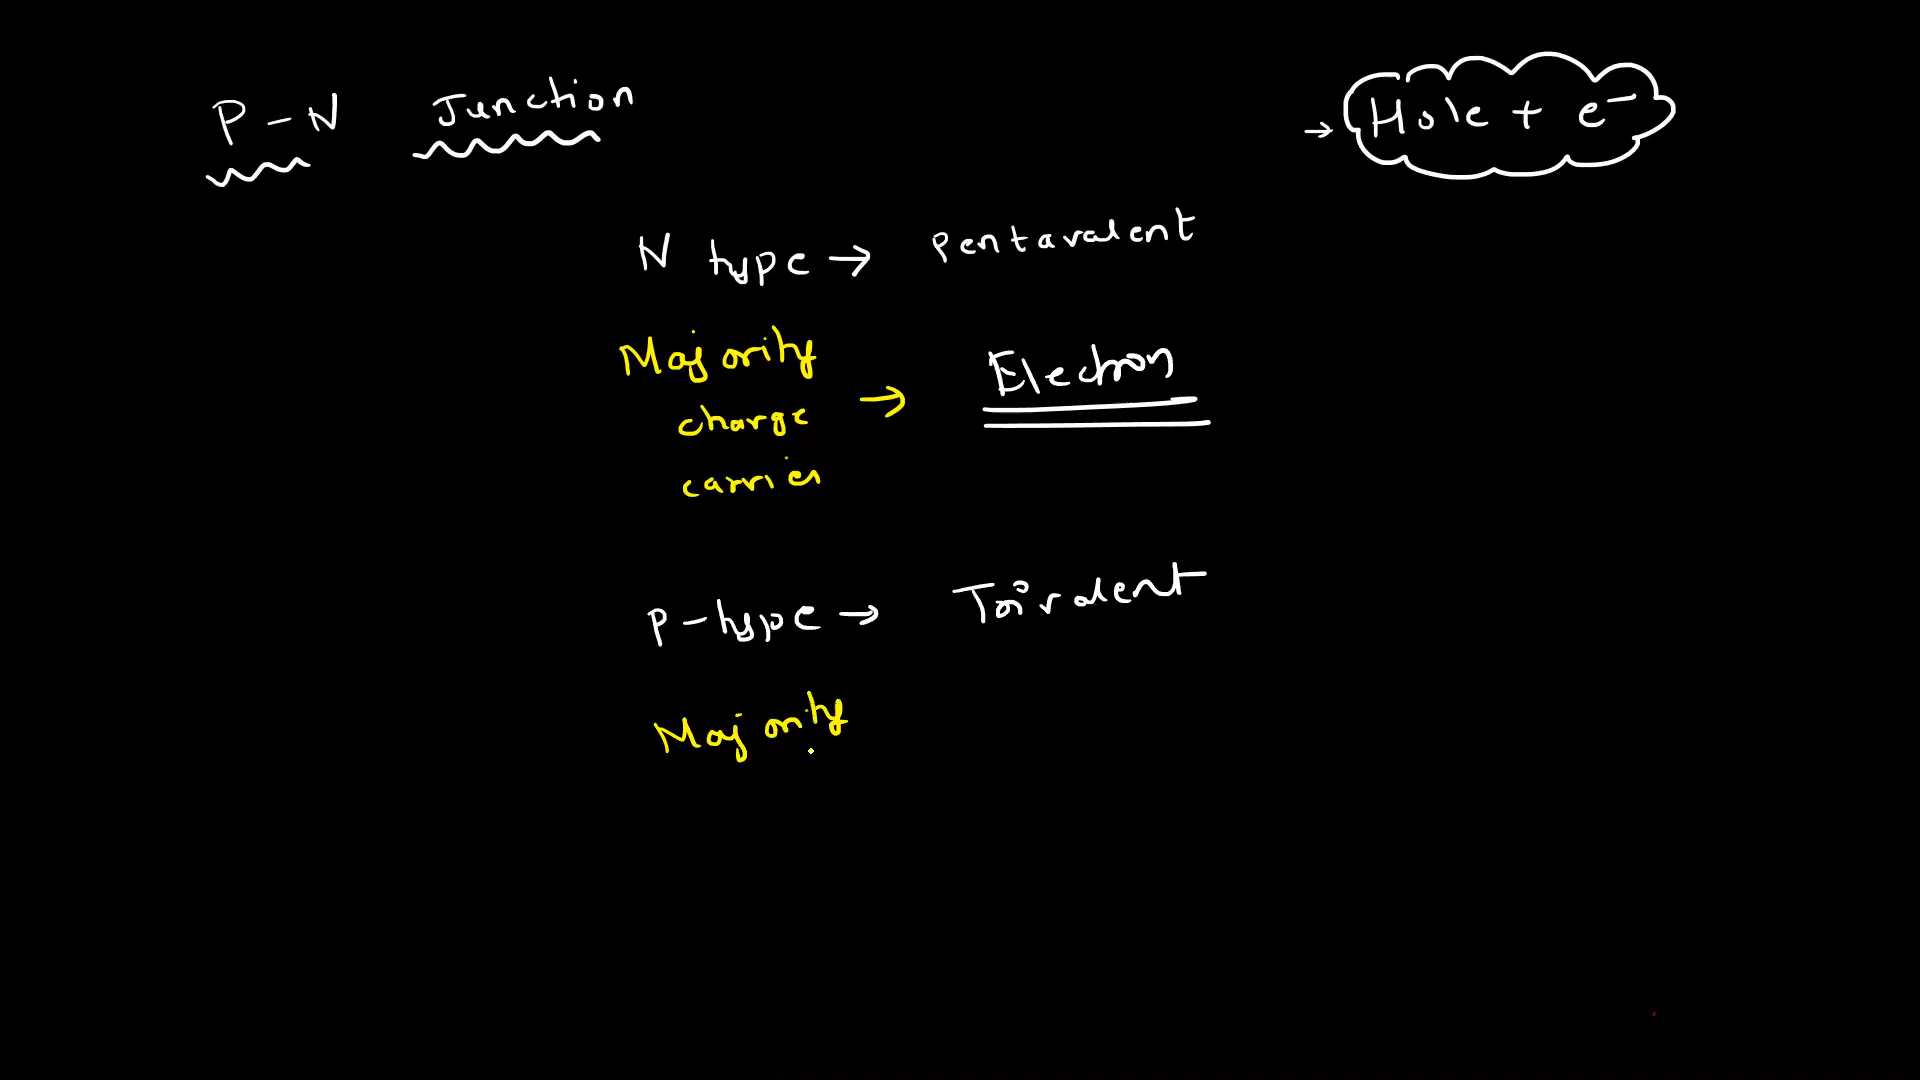 P-N Junction
→ Hole + e⁻
N type → Pentavalent
Majority
charge → Electron
carrier
P-type → Trivalent
Majority